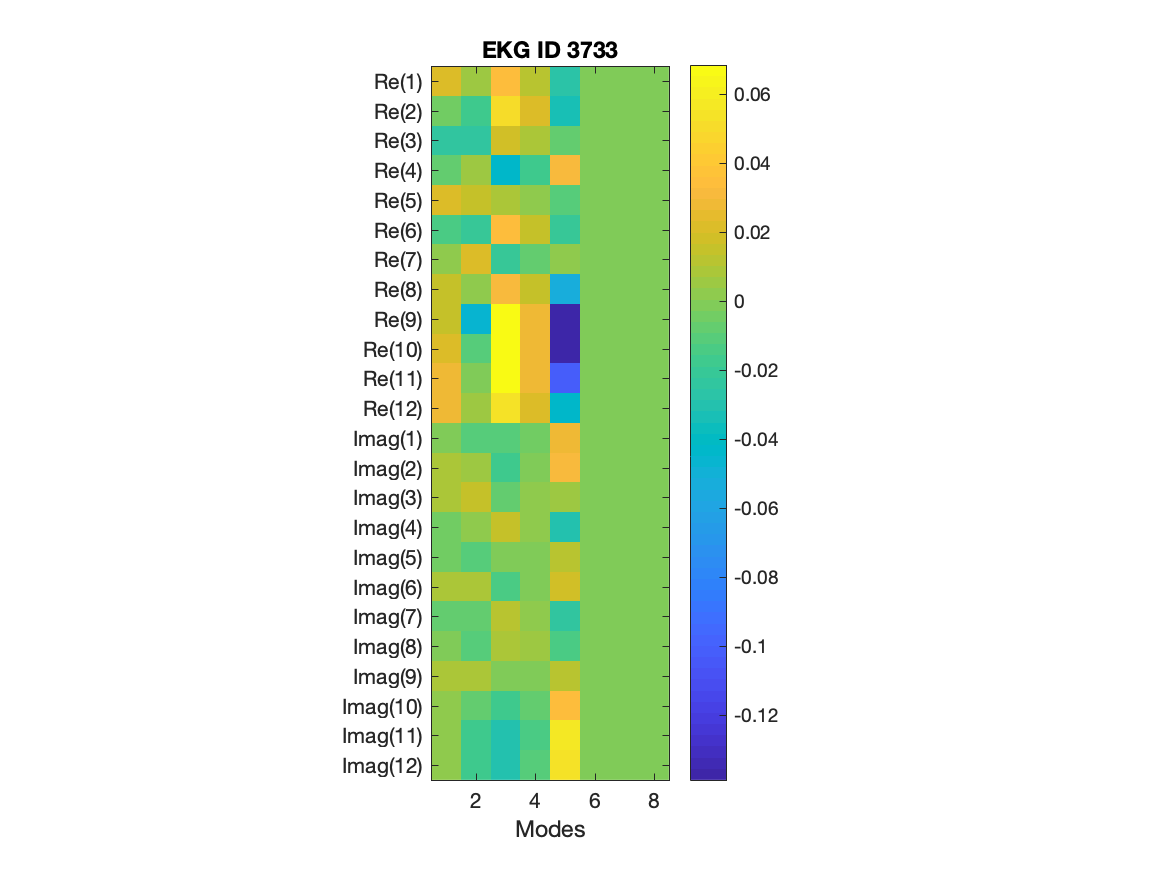 EKG ID 3733
Re(1)
Re(2)
Re(3)
Re(4)
Re(5)
Re(6)
Re(7)
Re(8)
Re(9)
Re(10)
Re(11)
Re(12)
Imag(1)
Imag(2)
Imag(3)
Imag(4)
Imag(5)
Imag(6)
Imag(7)
Imag(8)
Imag(9)
Imag(10)
Imag(11)
Imag(12)
2 4 6 8
Modes
0.06
0.04
0.02
0
-0.02
-0.04
-0.06
-0.08
-0.1
-0.12